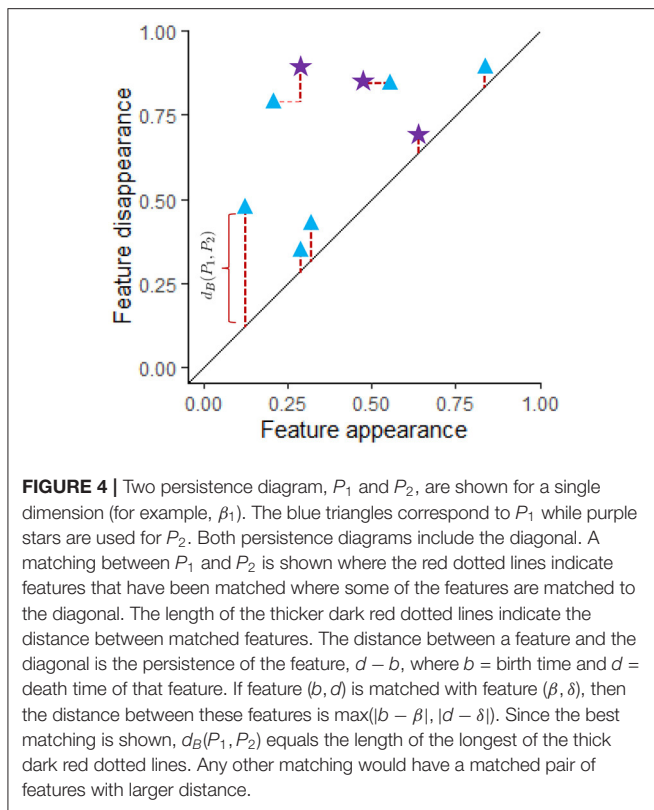 1.00
0.75
0.50
0.25
0.00
Feature disappearance
d_B(P_1, P_2)
0.00 0.25 0.50 0.75 1.00
Feature appearance
FIGURE 4 | Two persistence diagram, P1 and P2, are shown for a single
dimension (for example, β1). The blue triangles correspond to P1 while purple
stars are used for P2. Both persistence diagrams include the diagonal. A
matching between P1 and P2 is shown where the red dotted lines indicate
features that have been matched where some of the features are matched to
the diagonal. The length of the thicker dark red dotted lines indicate the
distance between matched features. The distance between a feature and the
diagonal is the persistence of the feature, d − b, where b = birth time and d =
death time of that feature. If feature (b, d) is matched with feature (β, δ), then
the distance between these features is max(|b − β|, |d − δ|). Since the best
matching is shown, dB(P1, P2) equals the length of the longest of the thick
dark red dotted lines. Any other matching would have a matched pair of
features with larger distance.